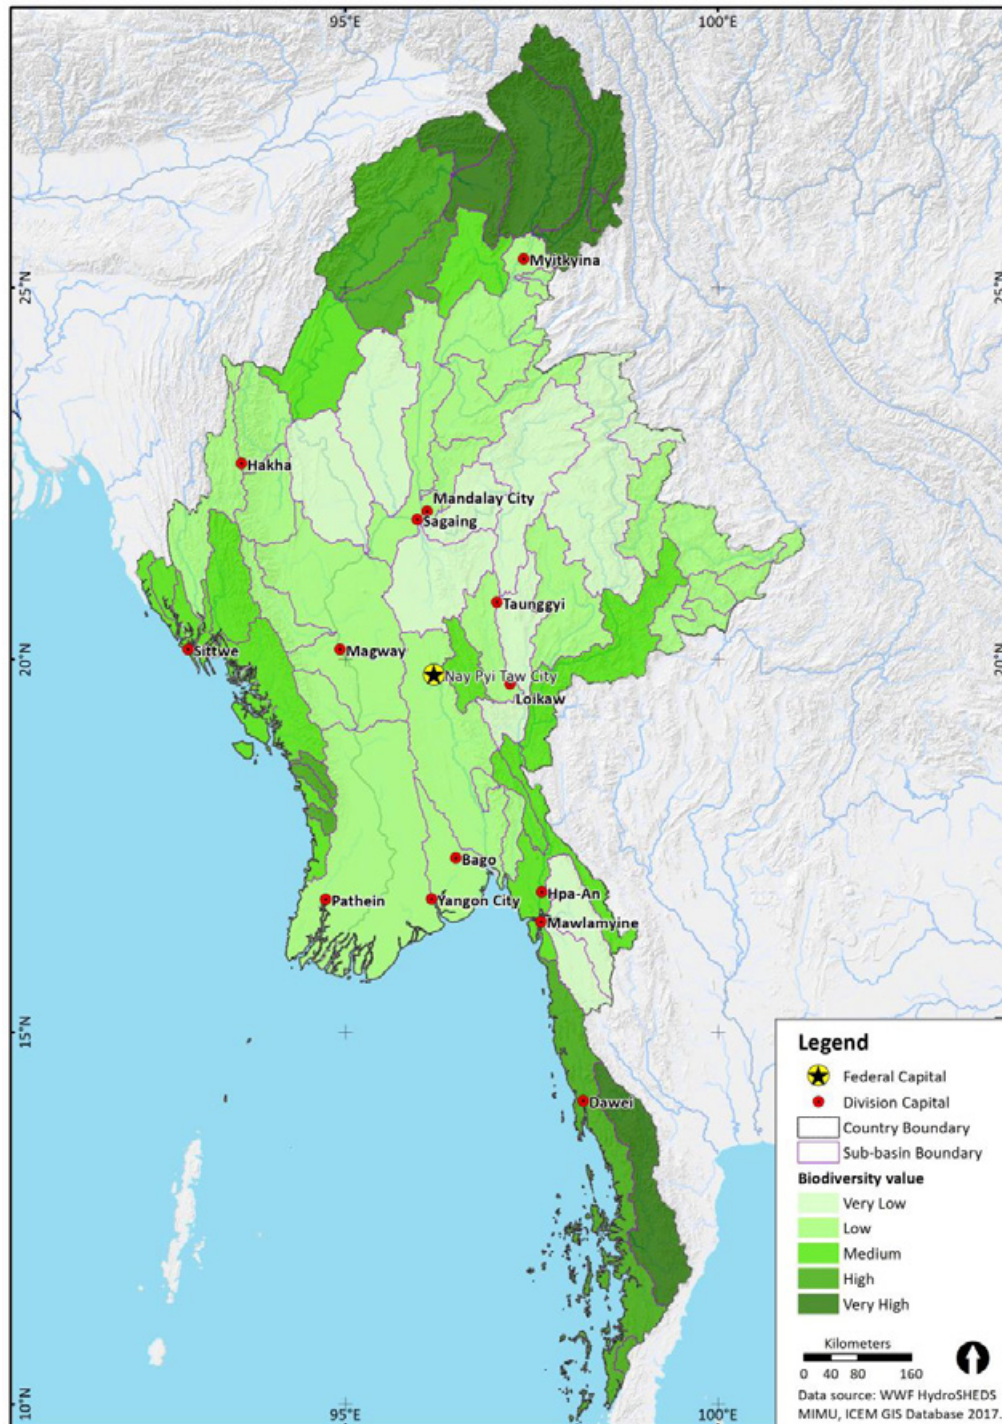 95°E
100°E
Myitkyina
25°N
25°N
Hakha
Mandalay City
Sagaing
Taunggyi
Sittwe
Magway
20°N
20°N
Nay Pyi Taw City
Loikaw
Bago
Hpa-An
Pathein
Yangon City
Mawlamyine
15°N
15°N
Legend
Federal Capital
Division Capital
Country Boundary
Sub-basin Boundary
Biodiversity value
Very Low
Low
Medium
High
Very High
Dawei
Kilometers
0 40 80 160
Data source: WWF HydroSHEDS
MIMU, ICEM GIS Database 2017.
10°N
95°E
100°E